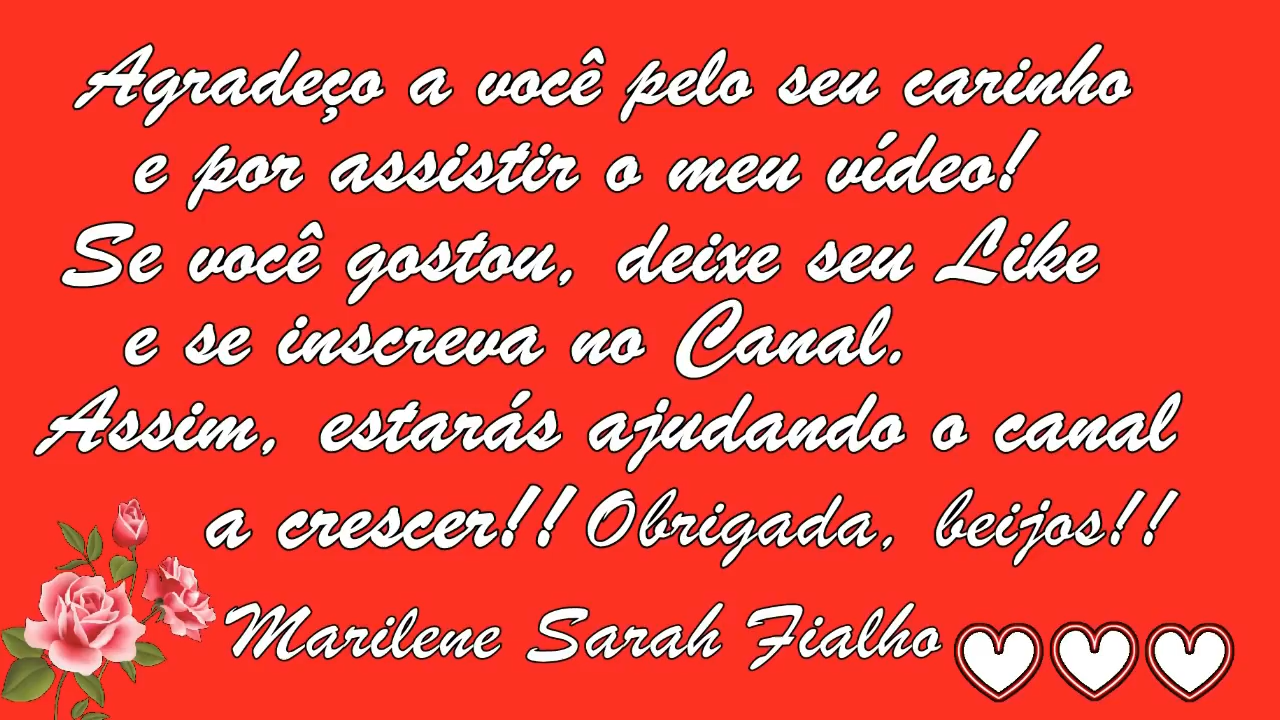 Agradeço a você pelo seu carinho
e por assistir o meu vídeo!
Se você gostou, deixe seu Like
e se inscreva no Canal.
Assim, estarás ajudando o canal
a crescer!! Obrigada, beijos!!
Marilene Sarah Fialho